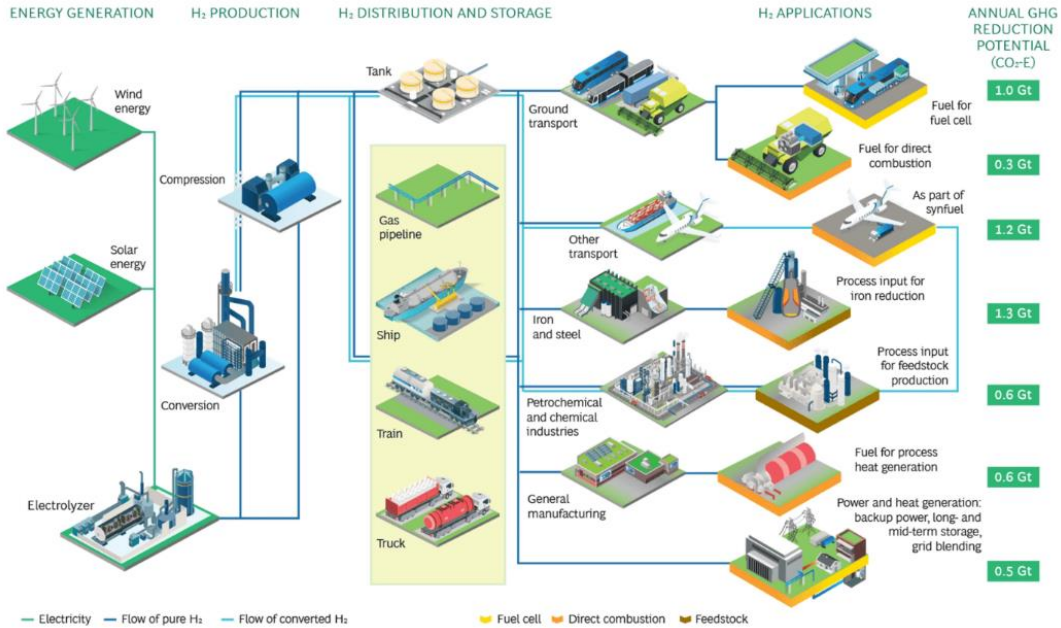 ENERGY GENERATION
H₂ PRODUCTION
H₂ DISTRIBUTION AND STORAGE
H₂ APPLICATIONS
ANNUAL GHG
REDUCTION
POTENTIAL
(CO₂-E)
Wind
energy
Solar
energy
Electrolyzer
Compression
Conversion
Tank
Gas
pipeline
Ship
Train
Truck
Ground
transport
Fuel for
fuel cell
1.0 Gt
Fuel for direct
combustion
0.3 Gt
Other
transport
As part of
synfuel
1.2 Gt
Iron
and steel
Process input for
iron reduction
1.3 Gt
Petrochemical
and chemical
industries
Process input
for feedstock
production
0.6 Gt
General
manufacturing
Fuel for process
heat generation
0.6 Gt
Power and heat generation:
backup power, long- and
mid-term storage,
grid blending
0.5 Gt
Electricity
Flow of pure H₂
Flow of converted H₂
Fuel cell
Direct combustion
Feedstock